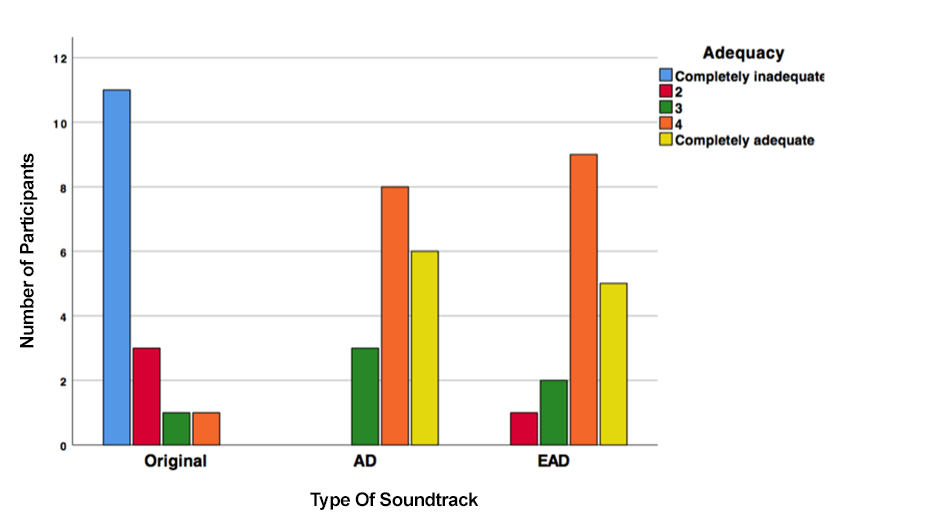 Adequacy
Completely inadequate
2
3
4
Completely adequate
12
10
8
6
4
2
0
Number of Participants
Original AD EAD
Type Of Soundtrack